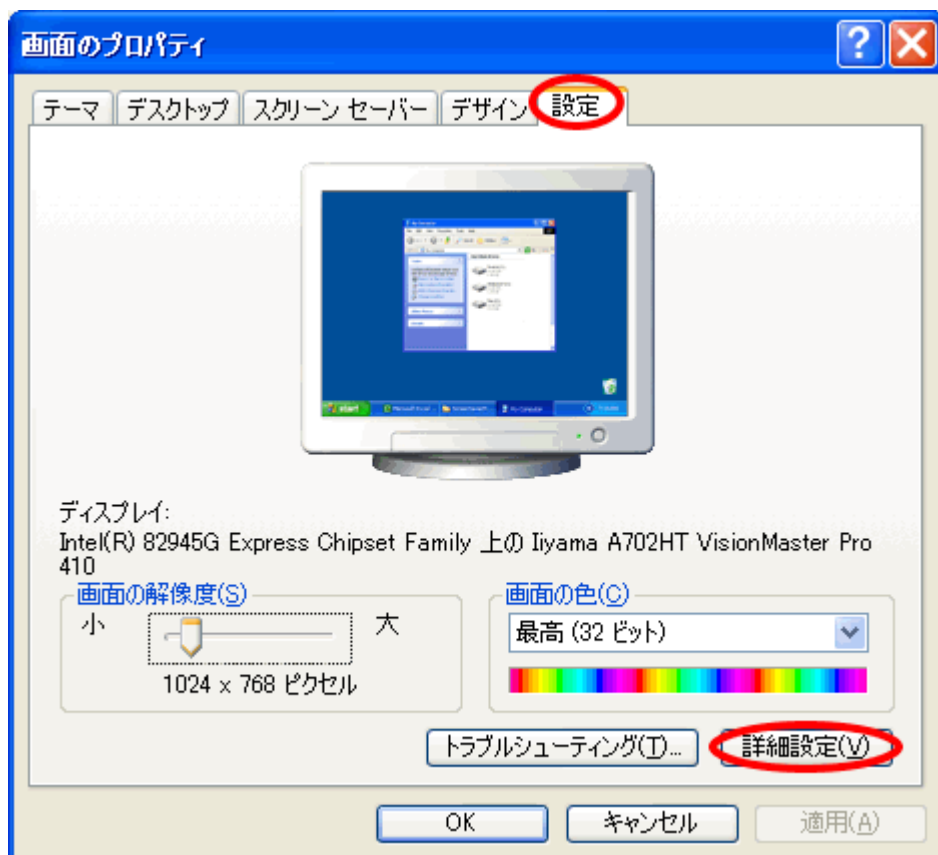 画面のプロパティ
テーマ デスクトップ スクリーン セーバー デザイン 設定
start
ディスプレイ:
Intel(R) 82945G Express Chipset Family 上の Iiyama A702HT VisionMaster Pro
410
画面の解像度(S) 画面の色(C)
小 大 最高 (32 ビット)
1024 x 768 ピクセル
トラブルシューティング(T)... 詳細設定(V)
OK キャンセル 適用(A)